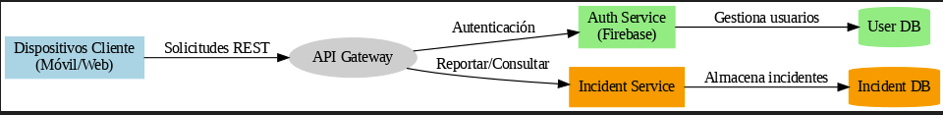 Dispositivos Cliente
(Móvil/Web)
Solicitudes REST
API Gateway
Autenticación
Reportar/Consultar
Auth Service
(Firebase)
Gestiona usuarios
User DB
Incident Service
Almacena incidentes
Incident DB